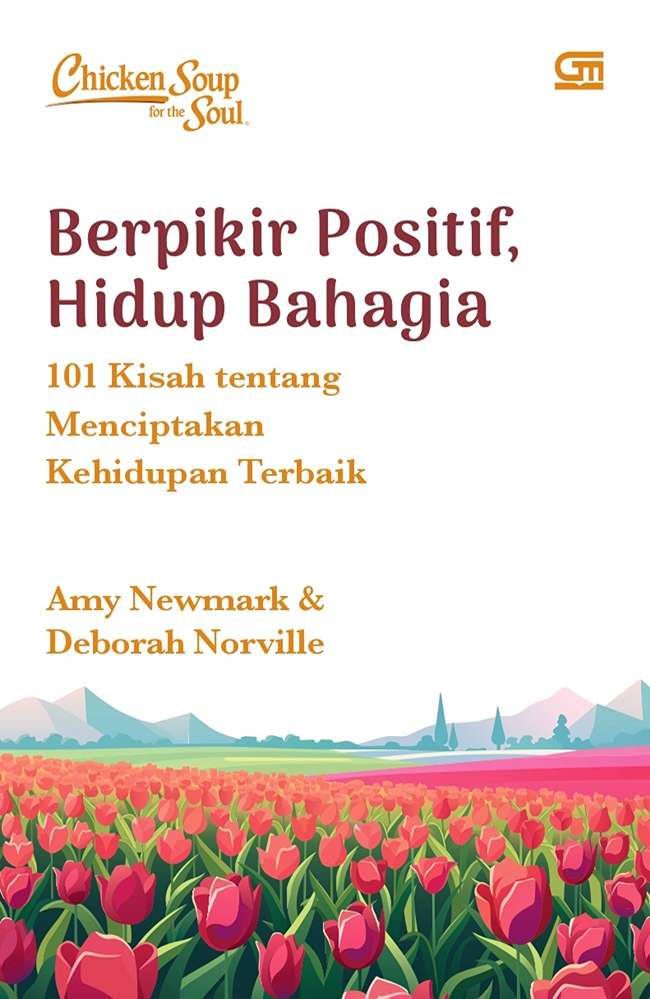 Chicken Soup
for the Soul®
GM
Berpikir Positif,
Hidup Bahagia
101 Kisah tentang
Menciptakan
Kehidupan Terbaik
Amy Newmark &
Deborah Norville